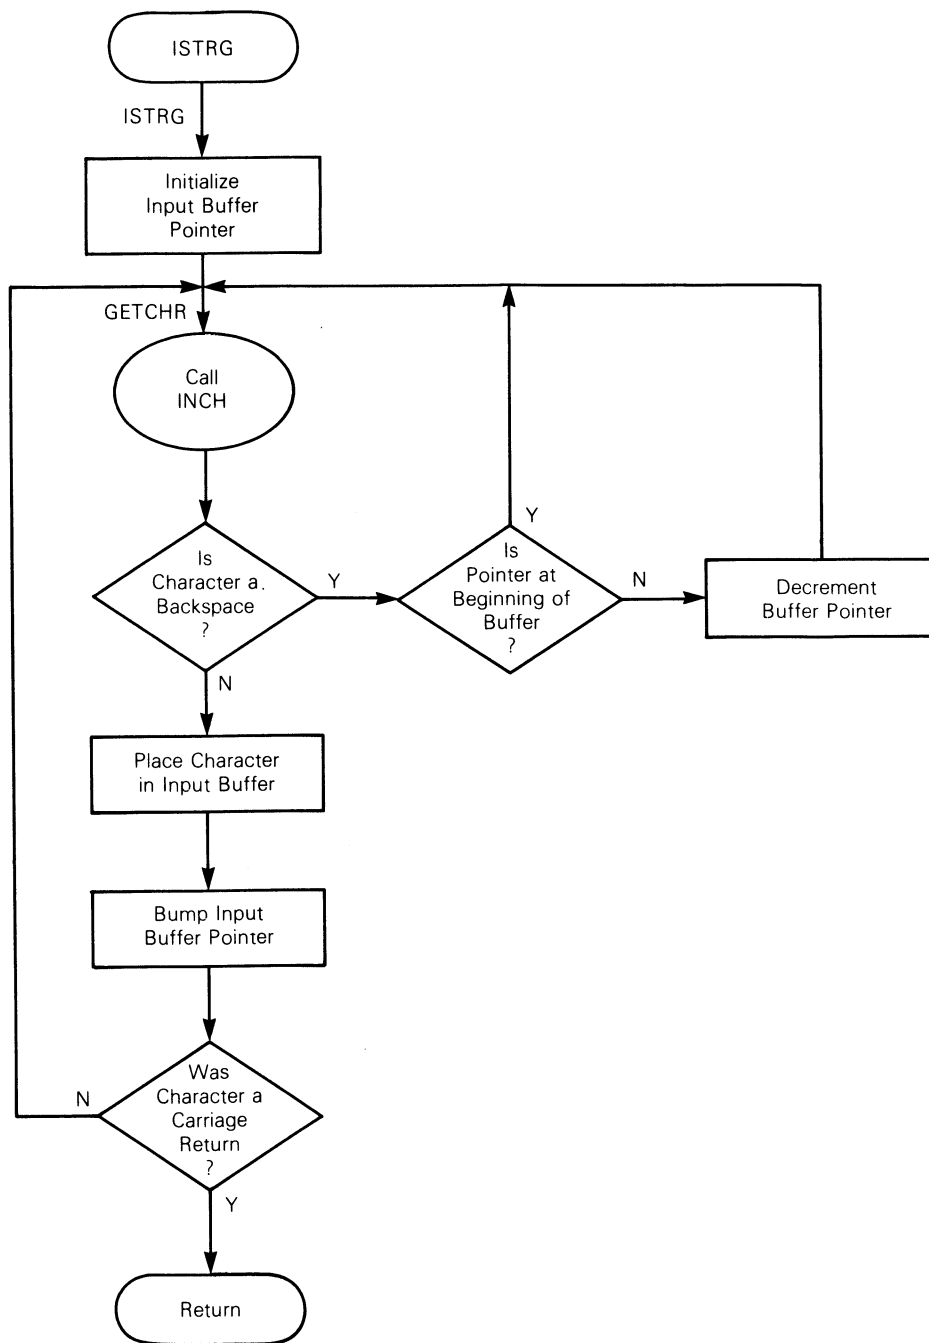 ISTRG
ISTRG
Initialize
Input Buffer
Pointer
GETCHR
Call
INCH
Is
Character a.
Backspace
?
Y
N
Is
Pointer at
Beginning of
Buffer
?
Y
N
Decrement
Buffer Pointer
Place Character
in Input Buffer
Bump Input
Buffer Pointer
Was
Character a
Carriage
Return
?
N
Y
Return